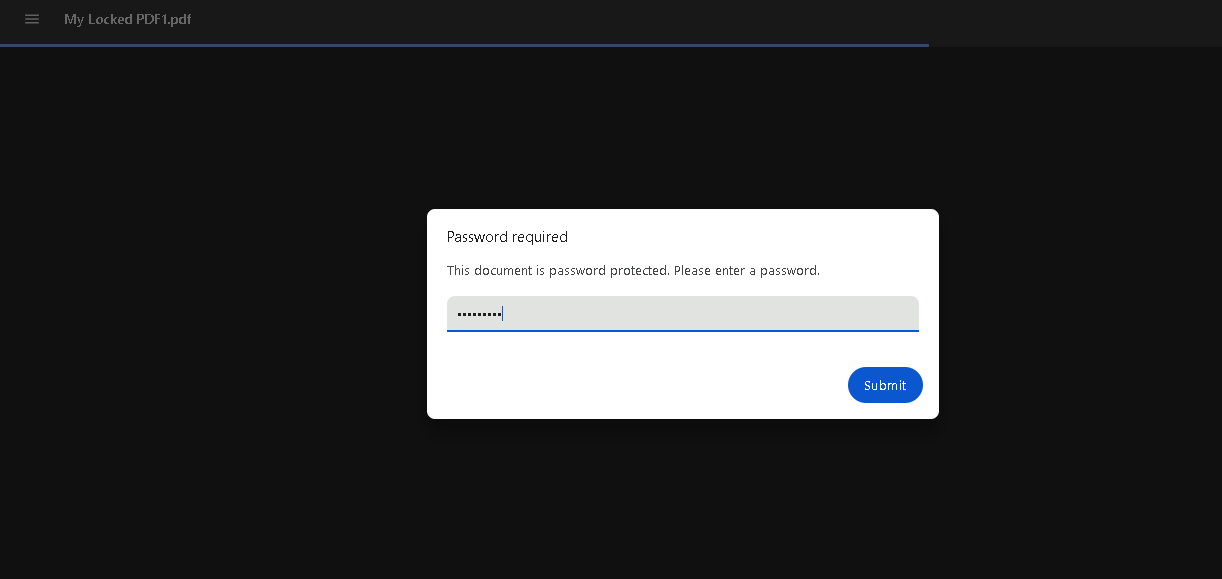 My Locked PDF1.pdf
Password required
This document is password protected. Please enter a password.
•••••••••
Submit